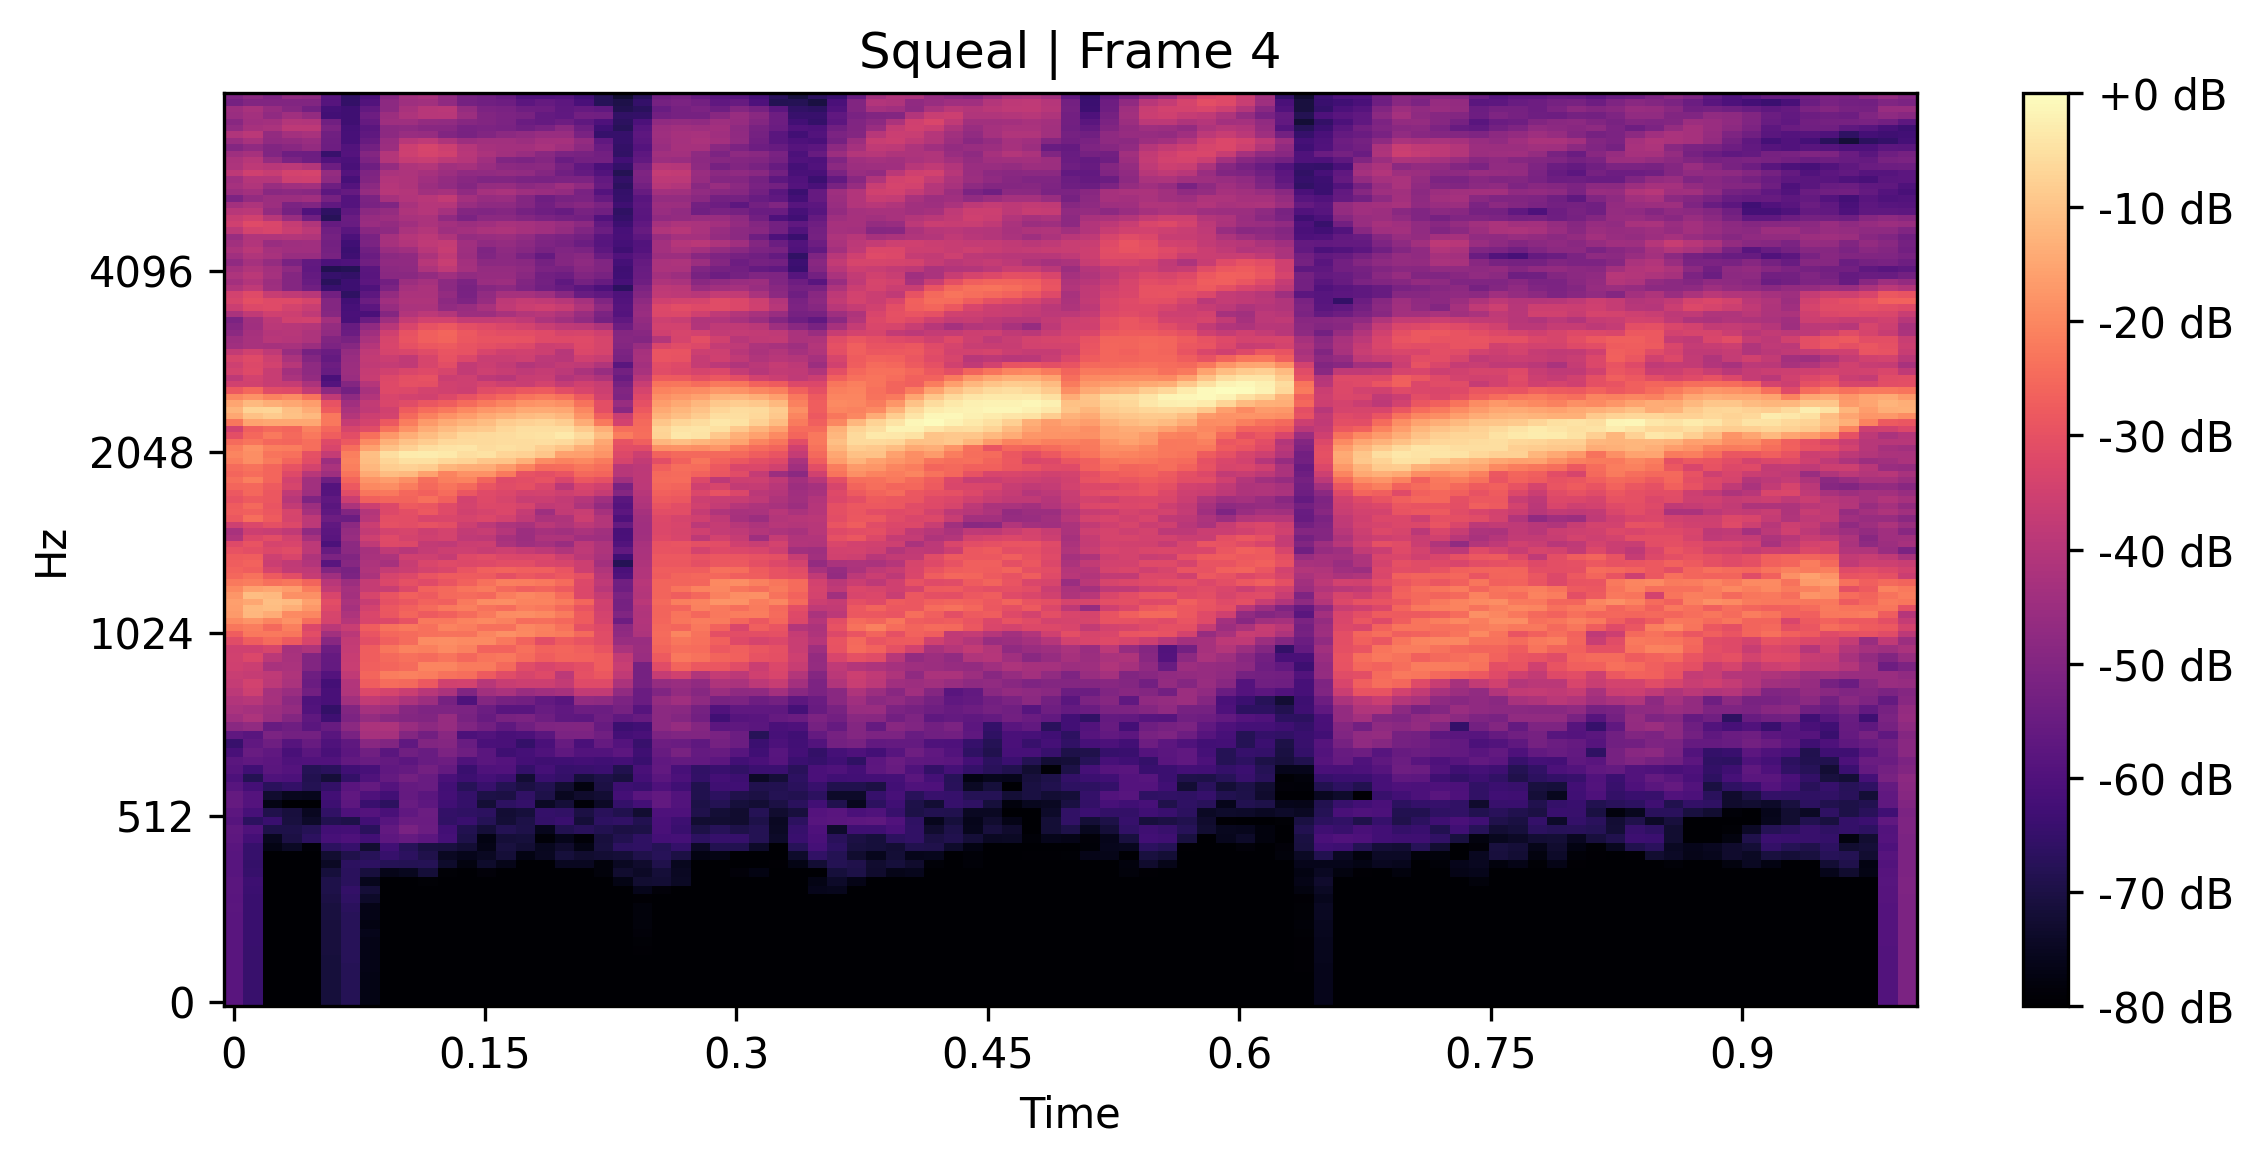 Squeal | Frame 4
+0 dB
-10 dB
-20 dB
-30 dB
-40 dB
-50 dB
-60 dB
-70 dB
-80 dB
Hz
4096
2048
1024
512
0
0 0.15 0.3 0.45 0.6 0.75 0.9
Time